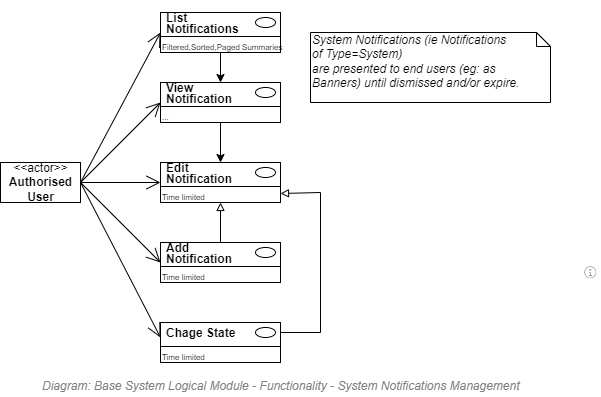 List
Notifications
Filtered,Sorted,Paged Summaries
System Notifications (ie Notifications
of Type=System)
are presented to end users (eg: as
Banners) until dismissed and/or expire.
View
Notification
...
<<actor>>
Authorised
User
Edit
Notification
Time limited
Add
Notification
Time limited
Chage State
Time limited
Diagram: Base System Logical Module - Functionality - System Notifications Management